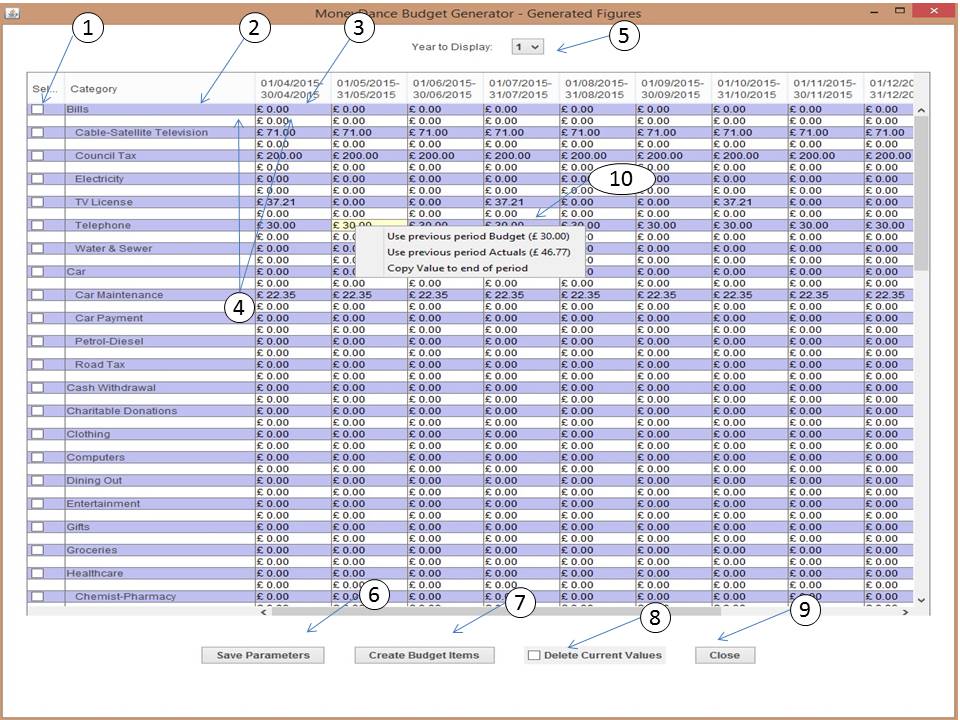 MoneyDance Budget Generator - Generated Figures
1 2 3 5
Year to Display: 1
Sel... Category 01/04/2015- 01/05/2015- 01/06/2015- 01/07/2015- 01/08/2015- 01/09/2015- 01/10/2015- 01/11/2015- 01/12/20
30/04/2015 31/05/2015 30/06/2015 31/07/2015 31/08/2015 30/09/2015 31/10/2015 30/11/2015 31/12/20
Bills £ 0.00 £ 0.00 £ 0.00 £ 0.00 £ 0.00 £ 0.00 £ 0.00 £ 0.00 £ 0.00
£ 0.00 £ 0.00 £ 0.00 £ 0.00 £ 0.00 £ 0.00 £ 0.00 £ 0.00 £ 0.00
Cable-Satellite Television £ 71.00 £ 71.00 £ 71.00 £ 71.00 £ 71.00 £ 71.00 £ 71.00 £ 71.00 £ 71.00
£ 0.00 £ 0.00 £ 0.00 £ 0.00 £ 0.00 £ 0.00 £ 0.00 £ 0.00 £ 0.00
Council Tax £ 200.00 £ 200.00 £ 200.00 £ 200.00 £ 200.00 £ 200.00 £ 200.00 £ 200.00 £ 200.00
£ 0.00 £ 0.00 £ 0.00 £ 0.00 £ 0.00 £ 0.00 £ 0.00 £ 0.00 £ 0.00
Electricity £ 0.00 £ 0.00 £ 0.00 £ 0.00 £ 0.00 10 £ 0.00 £ 0.00 £ 0.00
£ 0.00 £ 0.00 £ 0.00 £ 0.00 £ 0.00 £ 0.00 £ 0.00 £ 0.00 £ 0.00
TV License £ 37.21 £ 0.00 £ 0.00 £ 37.21 £ 0.00 £ 0.00 £ 37.21 £ 0.00 £ 0.00
£ 0.00 £ 0.00 £ 0.00 £ 0.00 £ 0.00 £ 0.00 £ 0.00 £ 0.00 £ 0.00
Telephone £ 30.00 £ 30.00 £ 30.00 £ 30.00 £ 30.00 £ 30.00 £ 30.00 £ 30.00 £ 30.00
£ 0.00 Use previous period Budget (£ 30.00) £ 0.00 £ 0.00 £ 0.00 £ 0.00
Water & Sewer £ 0.00 Use previous period Actuals (£ 46.77) £ 0.00 £ 0.00 £ 0.00 £ 0.00
£ 0.00 £ 0.00 £ 0.00 £ 0.00 £ 0.00
Car £ 0.00 Copy Value to end of period £ 0.00 £ 0.00 £ 0.00 £ 0.00
£ 0.00 £ 0.00 £ 0.00 £ 0.00 £ 0.00 £ 0.00 £ 0.00 £ 0.00 £ 0.00
Car Maintenance £ 22.35 £ 22.35 £ 22.35 £ 22.35 £ 22.35 £ 22.35 £ 22.35 £ 22.35 £ 22.35
4 £ 0.00 £ 0.00 £ 0.00 £ 0.00 £ 0.00 £ 0.00 £ 0.00 £ 0.00 £ 0.00
Car Payment £ 0.00 £ 0.00 £ 0.00 £ 0.00 £ 0.00 £ 0.00 £ 0.00 £ 0.00 £ 0.00
£ 0.00 £ 0.00 £ 0.00 £ 0.00 £ 0.00 £ 0.00 £ 0.00 £ 0.00 £ 0.00
Petrol-Diesel £ 0.00 £ 0.00 £ 0.00 £ 0.00 £ 0.00 £ 0.00 £ 0.00 £ 0.00 £ 0.00
£ 0.00 £ 0.00 £ 0.00 £ 0.00 £ 0.00 £ 0.00 £ 0.00 £ 0.00 £ 0.00
Road Tax £ 0.00 £ 0.00 £ 0.00 £ 0.00 £ 0.00 £ 0.00 £ 0.00 £ 0.00 £ 0.00
£ 0.00 £ 0.00 £ 0.00 £ 0.00 £ 0.00 £ 0.00 £ 0.00 £ 0.00 £ 0.00
Cash Withdrawal £ 0.00 £ 0.00 £ 0.00 £ 0.00 £ 0.00 £ 0.00 £ 0.00 £ 0.00 £ 0.00
£ 0.00 £ 0.00 £ 0.00 £ 0.00 £ 0.00 £ 0.00 £ 0.00 £ 0.00 £ 0.00
Charitable Donations £ 0.00 £ 0.00 £ 0.00 £ 0.00 £ 0.00 £ 0.00 £ 0.00 £ 0.00 £ 0.00
£ 0.00 £ 0.00 £ 0.00 £ 0.00 £ 0.00 £ 0.00 £ 0.00 £ 0.00 £ 0.00
Clothing £ 0.00 £ 0.00 £ 0.00 £ 0.00 £ 0.00 £ 0.00 £ 0.00 £ 0.00 £ 0.00
£ 0.00 £ 0.00 £ 0.00 £ 0.00 £ 0.00 £ 0.00 £ 0.00 £ 0.00 £ 0.00
Computers £ 0.00 £ 0.00 £ 0.00 £ 0.00 £ 0.00 £ 0.00 £ 0.00 £ 0.00 £ 0.00
£ 0.00 £ 0.00 £ 0.00 £ 0.00 £ 0.00 £ 0.00 £ 0.00 £ 0.00 £ 0.00
Dining Out £ 0.00 £ 0.00 £ 0.00 £ 0.00 £ 0.00 £ 0.00 £ 0.00 £ 0.00 £ 0.00
£ 0.00 £ 0.00 £ 0.00 £ 0.00 £ 0.00 £ 0.00 £ 0.00 £ 0.00 £ 0.00
Entertainment £ 0.00 £ 0.00 £ 0.00 £ 0.00 £ 0.00 £ 0.00 £ 0.00 £ 0.00 £ 0.00
£ 0.00 £ 0.00 £ 0.00 £ 0.00 £ 0.00 £ 0.00 £ 0.00 £ 0.00 £ 0.00
Gifts £ 0.00 £ 0.00 £ 0.00 £ 0.00 £ 0.00 £ 0.00 £ 0.00 £ 0.00 £ 0.00
£ 0.00 £ 0.00 £ 0.00 £ 0.00 £ 0.00 £ 0.00 £ 0.00 £ 0.00 £ 0.00
Groceries £ 0.00 £ 0.00 £ 0.00 £ 0.00 £ 0.00 £ 0.00 £ 0.00 £ 0.00 £ 0.00
£ 0.00 £ 0.00 £ 0.00 £ 0.00 £ 0.00 £ 0.00 £ 0.00 £ 0.00 £ 0.00
Healthcare £ 0.00 £ 0.00 £ 0.00 £ 0.00 £ 0.00 £ 0.00 £ 0.00 £ 0.00 £ 0.00
£ 0.00 £ 0.00 £ 0.00 £ 0.00 £ 0.00 £ 0.00 £ 0.00 £ 0.00 £ 0.00
Chemist-Pharmacy £ 0.00 £ 0.00 £ 0.00 £ 0.00 £ 0.00 £ 0.00 £ 0.00 £ 0.00 £ 0.00
6 7 8 9
Save Parameters Create Budget Items Delete Current Values Close